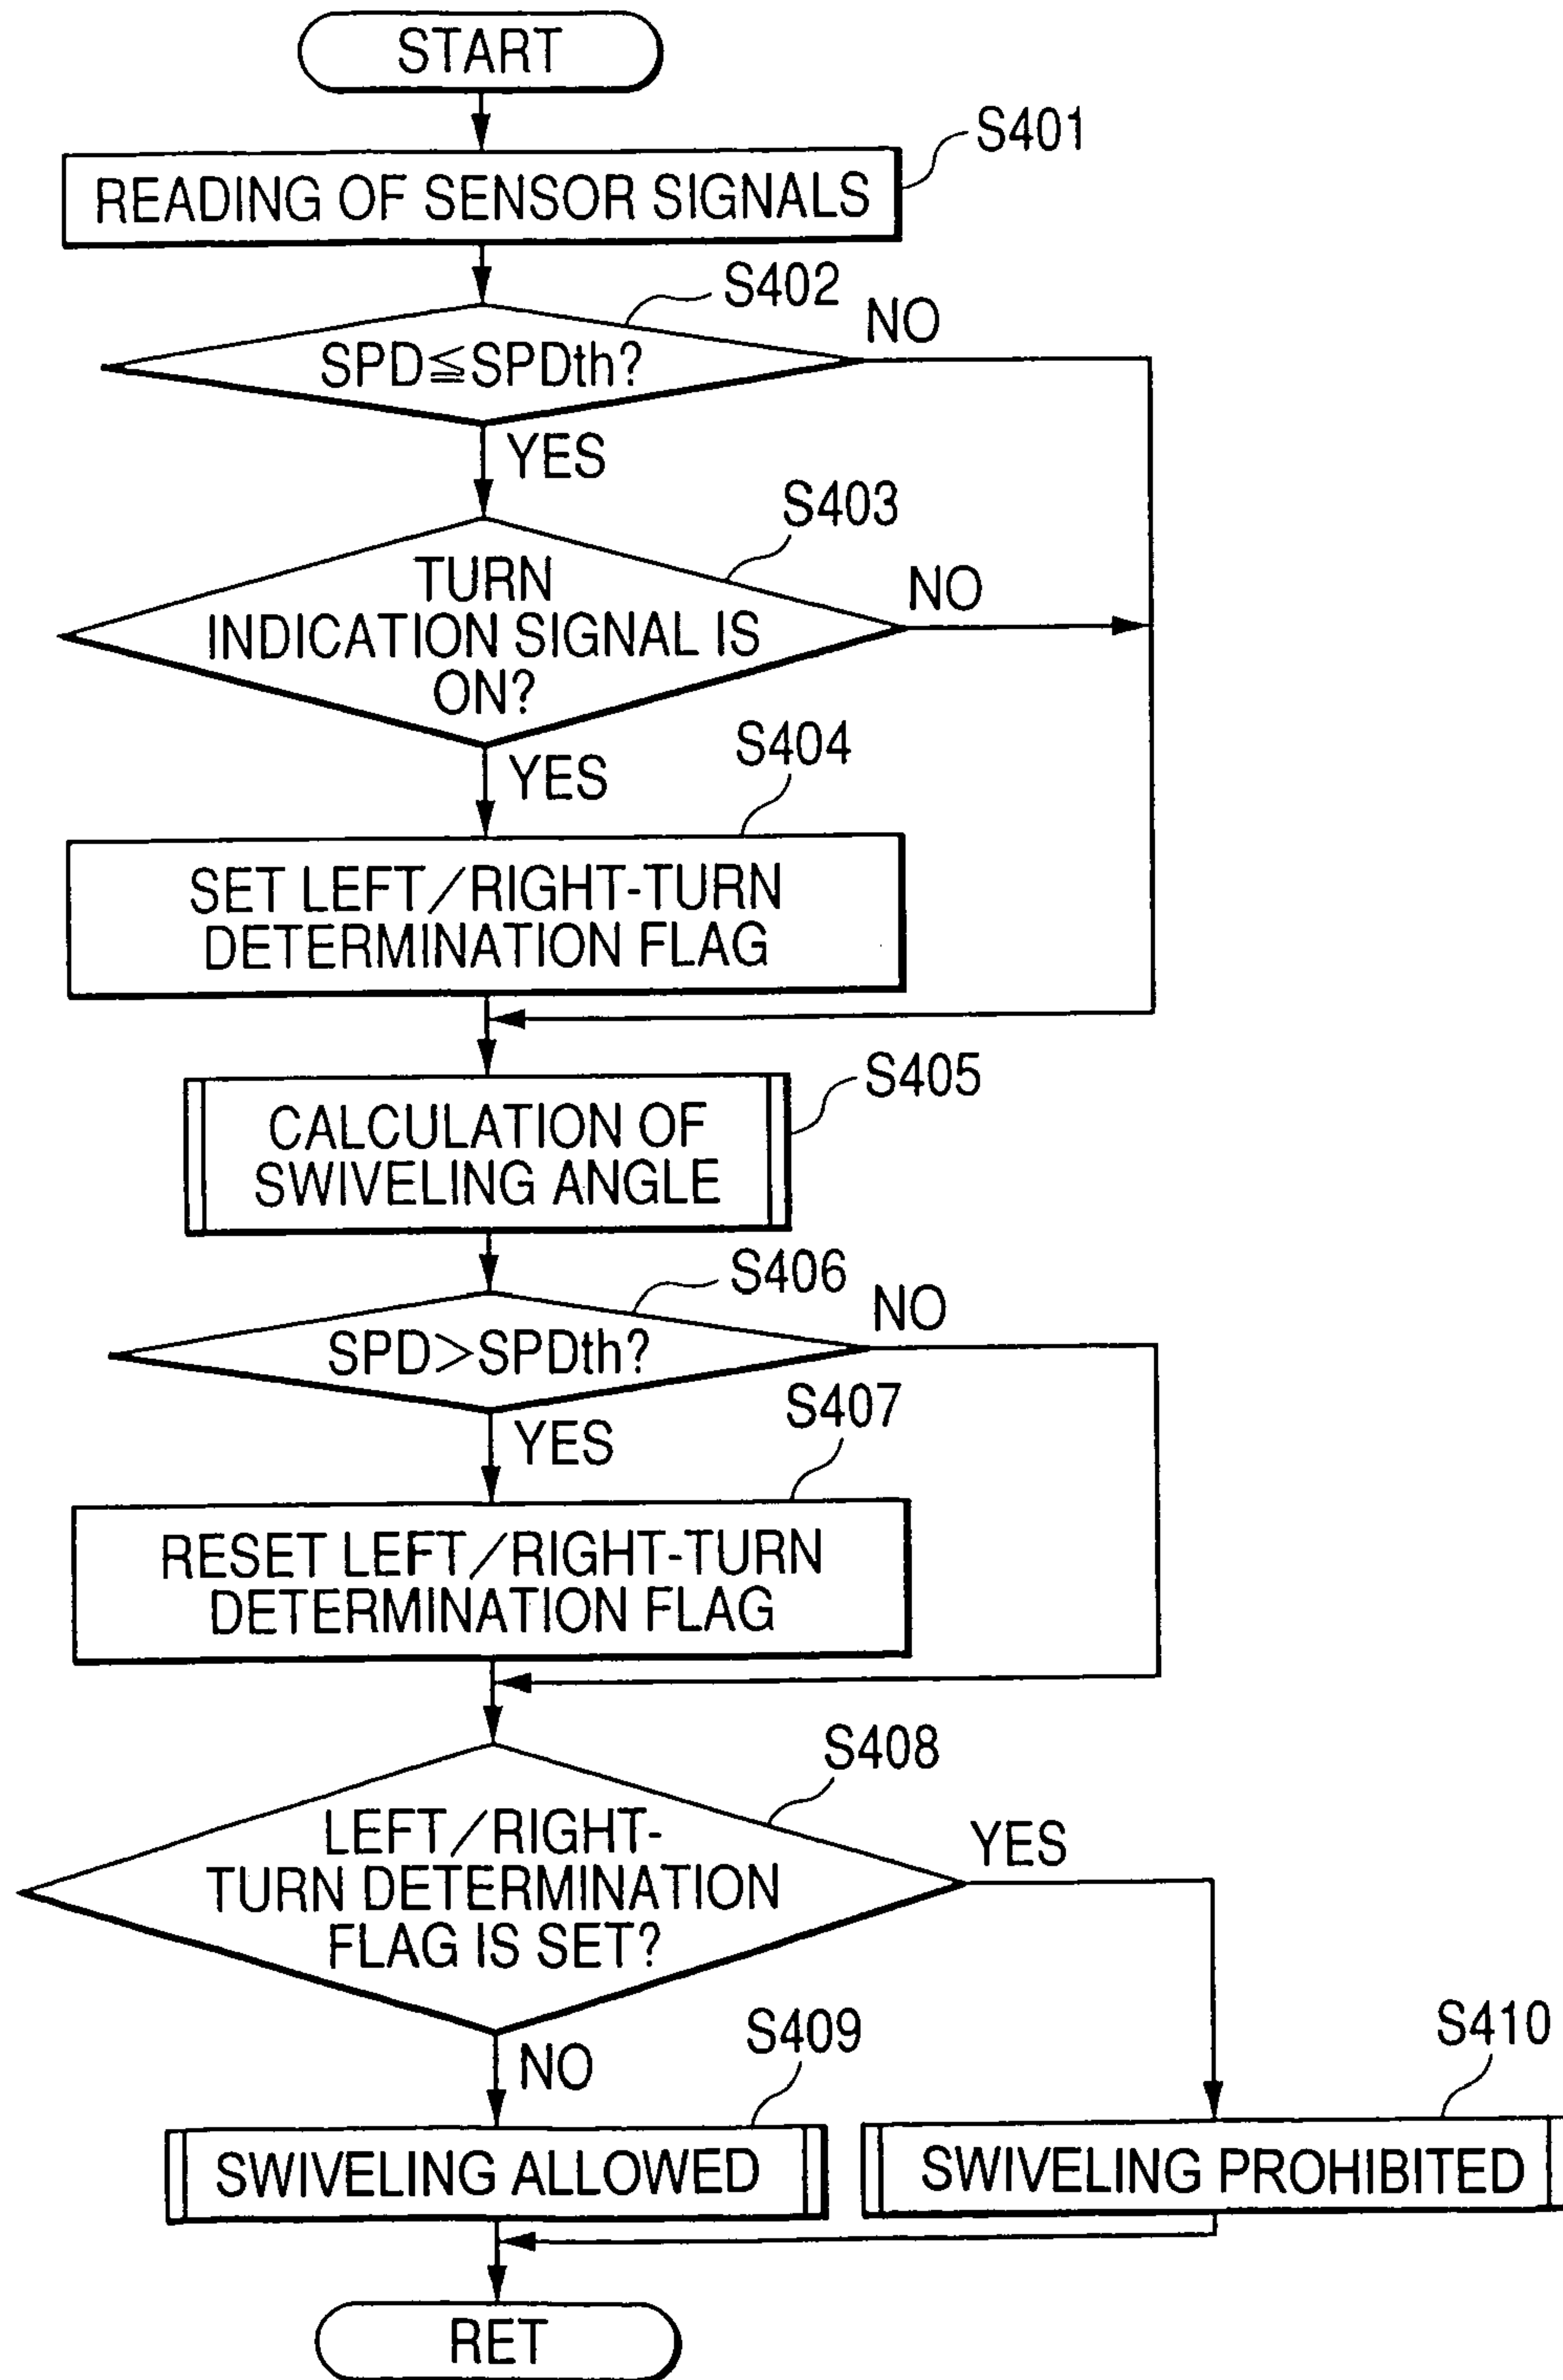 START
S401
READING OF SENSOR SIGNALS
S402
NO
SPD≦SPDth?
YES
S403
TURN
INDICATION SIGNAL IS
ON?
NO
YES
S404
SET LEFT/RIGHT-TURN
DETERMINATION FLAG
S405
CALCULATION OF
SWIVELING ANGLE
S406
NO
SPD>SPDth?
YES
S407
RESET LEFT/RIGHT-TURN
DETERMINATION FLAG
S408
LEFT/RIGHT-
TURN DETERMINATION
FLAG IS SET?
YES
NO
S409
S410
SWIVELING ALLOWED
SWIVELING PROHIBITED
RET